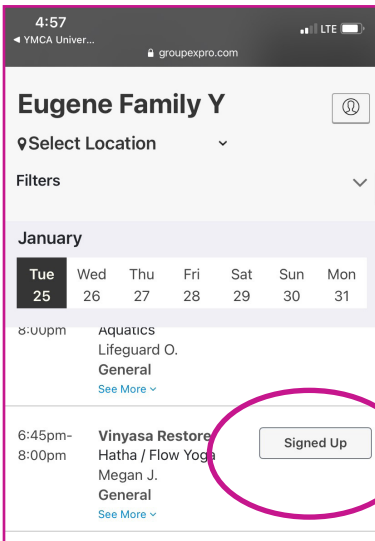 4:57
LTE
◀ YMCA Univer...
groupexpro.com
Eugene Family Y
Select Location
Filters
January
Tue Wed Thu Fri Sat Sun Mon
25 26 27 28 29 30 31
8:00pm Aquatics
Lifeguard O.
General
See More
6:45pm- Vinyasa Restore Signed Up
8:00pm Hatha / Flow Yoga
Megan J.
General
See More